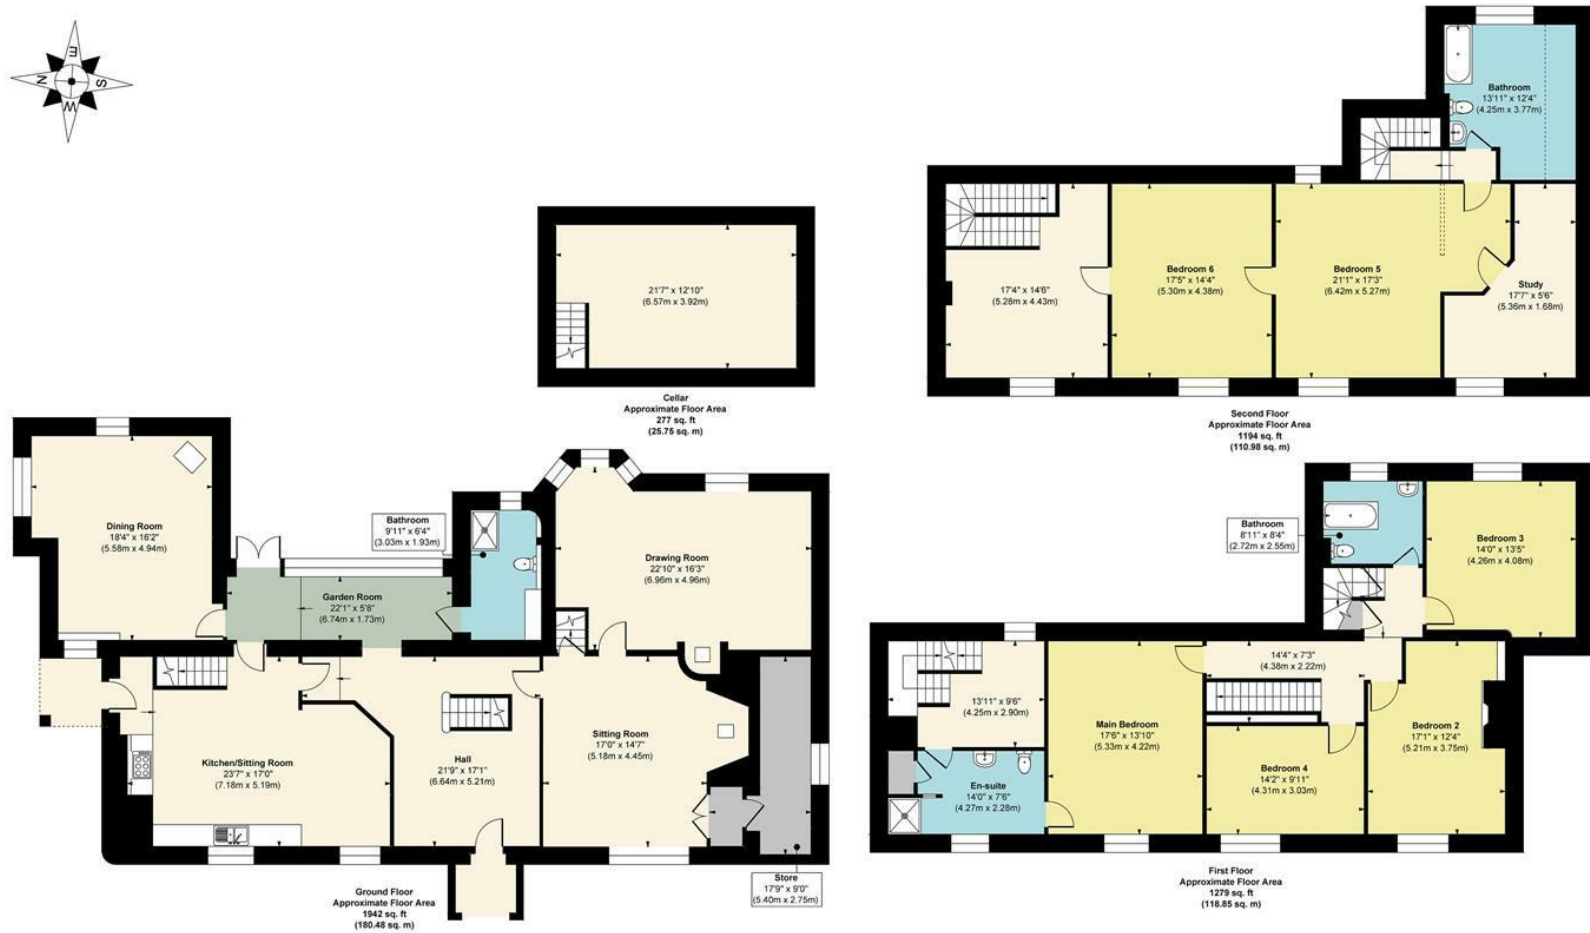 E
N
S
W
Bathroom
13'11" x 12'4"
(4.25m x 3.77m)
17'4" x 14'6"
(5.28m x 4.43m)
Bedroom 6
17'5" x 14'4"
(5.30m x 4.38m)
Bedroom 5
21'1" x 17'3"
(6.42m x 5.27m)
Study
17'7" x 5'6"
(5.36m x 1.68m)
Second Floor
Approximate Floor Area
1194 sq. ft
(110.98 sq. m)
21'7" x 12'10"
(6.57m x 3.92m)
Cellar
Approximate Floor Area
277 sq. ft
(25.75 sq. m)
Dining Room
18'4" x 16'2"
(5.58m x 4.94m)
Bathroom
9'11" x 6'4"
(3.03m x 1.93m)
Drawing Room
22'10" x 16'3"
(6.96m x 4.96m)
Garden Room
22'1" x 5'8"
(6.74m x 1.73m)
Kitchen/Sitting Room
23'7" x 17'0"
(7.18m x 5.19m)
Hall
21'9" x 17'1"
(6.64m x 5.21m)
Sitting Room
17'0" x 14'7"
(5.18m x 4.45m)
Store
17'9" x 9'0"
(5.40m x 2.75m)
Ground Floor
Approximate Floor Area
1942 sq. ft
(180.48 sq. m)
Bathroom
8'11" x 8'4"
(2.72m x 2.55m)
Bedroom 3
14'0" x 13'5"
(4.26m x 4.08m)
14'4" x 7'3"
(4.38m x 2.22m)
13'11" x 9'6"
(4.25m x 2.90m)
Main Bedroom
17'6" x 13'10"
(5.33m x 4.22m)
Bedroom 2
17'1" x 12'4"
(5.21m x 3.75m)
Bedroom 4
14'2" x 9'11"
(4.31m x 3.03m)
En-suite
14'0" x 7'6"
(4.27m x 2.28m)
First Floor
Approximate Floor Area
1279 sq. ft
(118.85 sq. m)